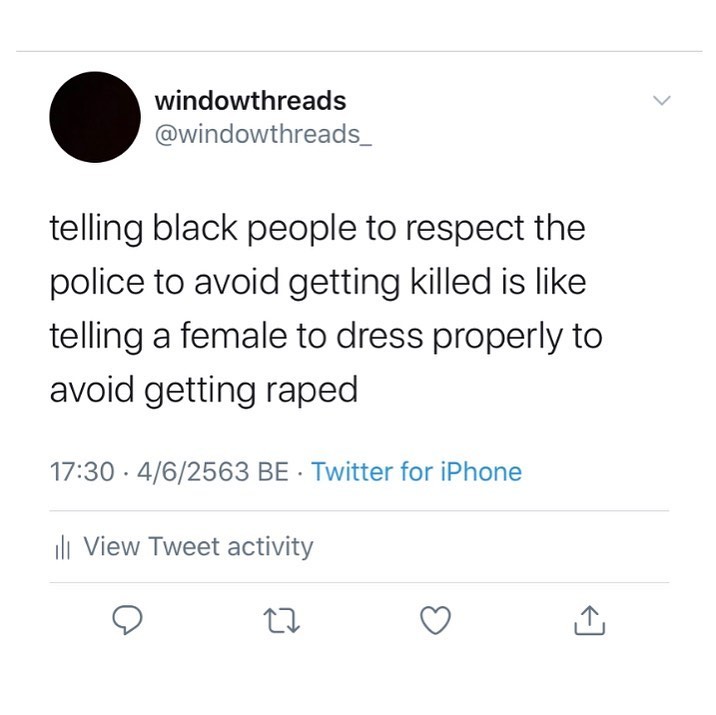 windowthreads
@windowthreads_
telling black people to respect the
police to avoid getting killed is like
telling a female to dress properly to
avoid getting raped
17:30 · 4/6/2563 BE · Twitter for iPhone
View Tweet activity